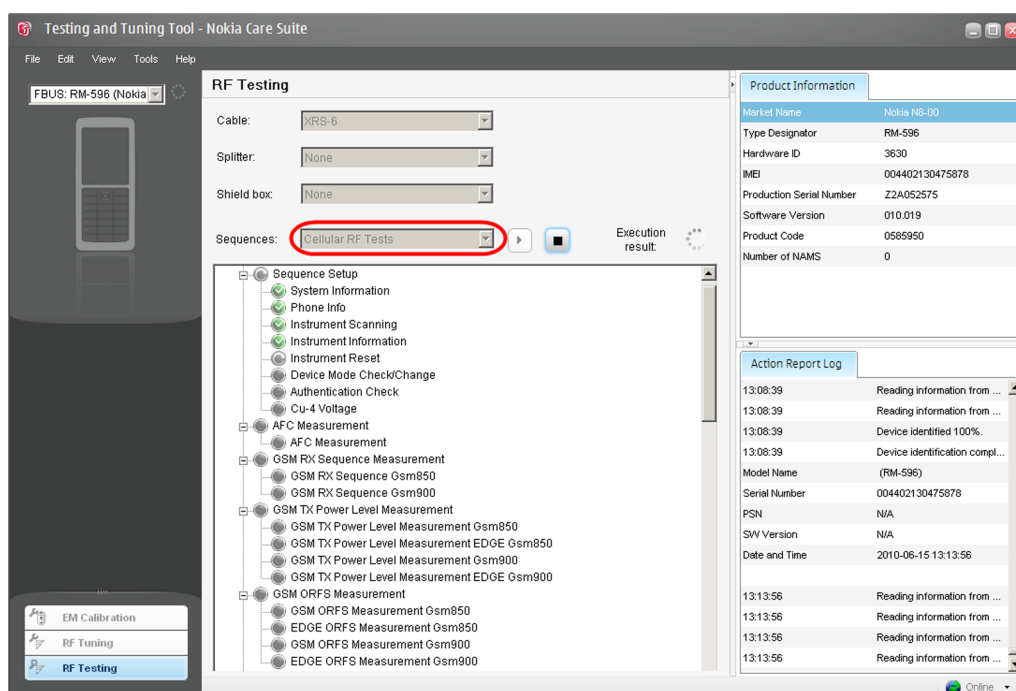 Testing and Tuning Tool - Nokia Care Suite
File Edit View Tools Help
FBUS: RM-596 (Nokia
RF Testing
Cable: XRS-6
Splitter: None
Shield box: None
Sequences: Cellular RF Tests
Execution
result:
Sequence Setup
System Information
Phone Info
Instrument Scanning
Instrument Information
Instrument Reset
Device Mode Check/Change
Authentication Check
Cu-4 Voltage
AFC Measurement
AFC Measurement
GSM RX Sequence Measurement
GSM RX Sequence Gsm850
GSM RX Sequence Gsm900
GSM TX Power Level Measurement
GSM TX Power Level Measurement Gsm850
GSM TX Power Level Measurement EDGE Gsm850
GSM TX Power Level Measurement Gsm900
GSM TX Power Level Measurement EDGE Gsm900
GSM ORFS Measurement
GSM ORFS Measurement Gsm850
EDGE ORFS Measurement Gsm850
GSM ORFS Measurement Gsm900
EDGE ORFS Measurement Gsm900
EM Calibration
RF Tuning
RF Testing
Product Information
Market Name Nokia N8-00
Type Designator RM-596
Hardware ID 3630
IMEI 004402130475878
Production Serial Number Z2A052575
Software Version 010.019
Product Code 0585950
Number of NAMS 0
Action Report Log
13:08:39 Reading information from ...
13:08:39 Reading information from ...
13:08:39 Device identified 100%.
13:08:39 Device identification compl...
Model Name (RM-596)
Serial Number 004402130475878
PSN N/A
SW Version N/A
Date and Time 2010-06-15 13:13:56
13:13:56 Reading information from ...
13:13:56 Reading information from ...
13:13:56 Reading information from ...
13:13:56 Reading information from ...
Online